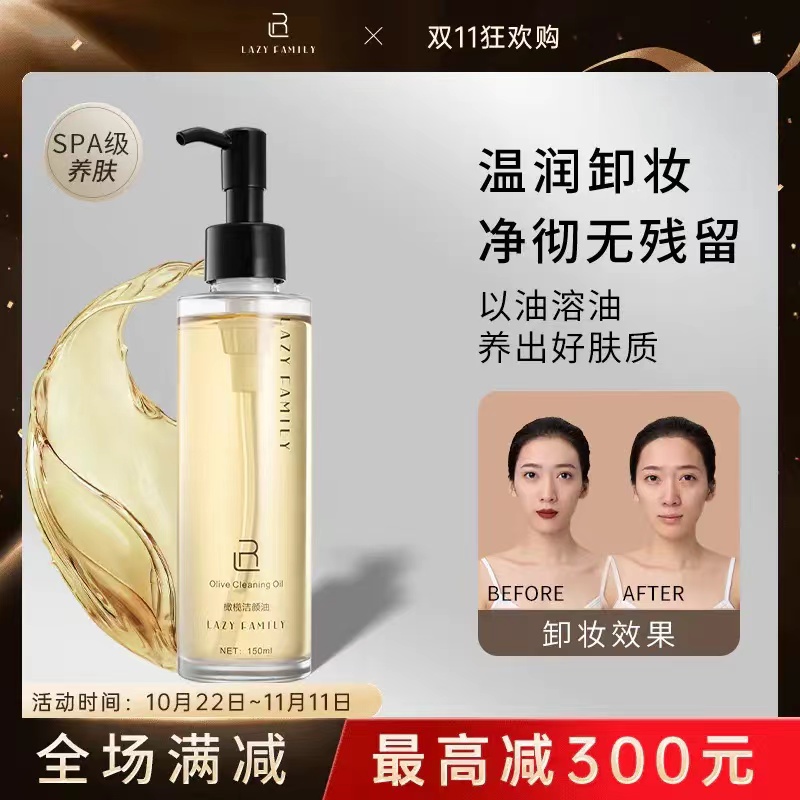 LAZY FAMILY
×
双11狂欢购
SPA级
养肤
温润卸妆
净彻无残留
以油溶油
养出好肤质
LAZY FAMILY
Olive Cleaning Oil
橄榄洁颜油
LAZY FAMILY
NET: 150ml
BEFORE
AFTER
卸妆效果
活动时间：10月22日~11月11日
全场满减
最高减300元